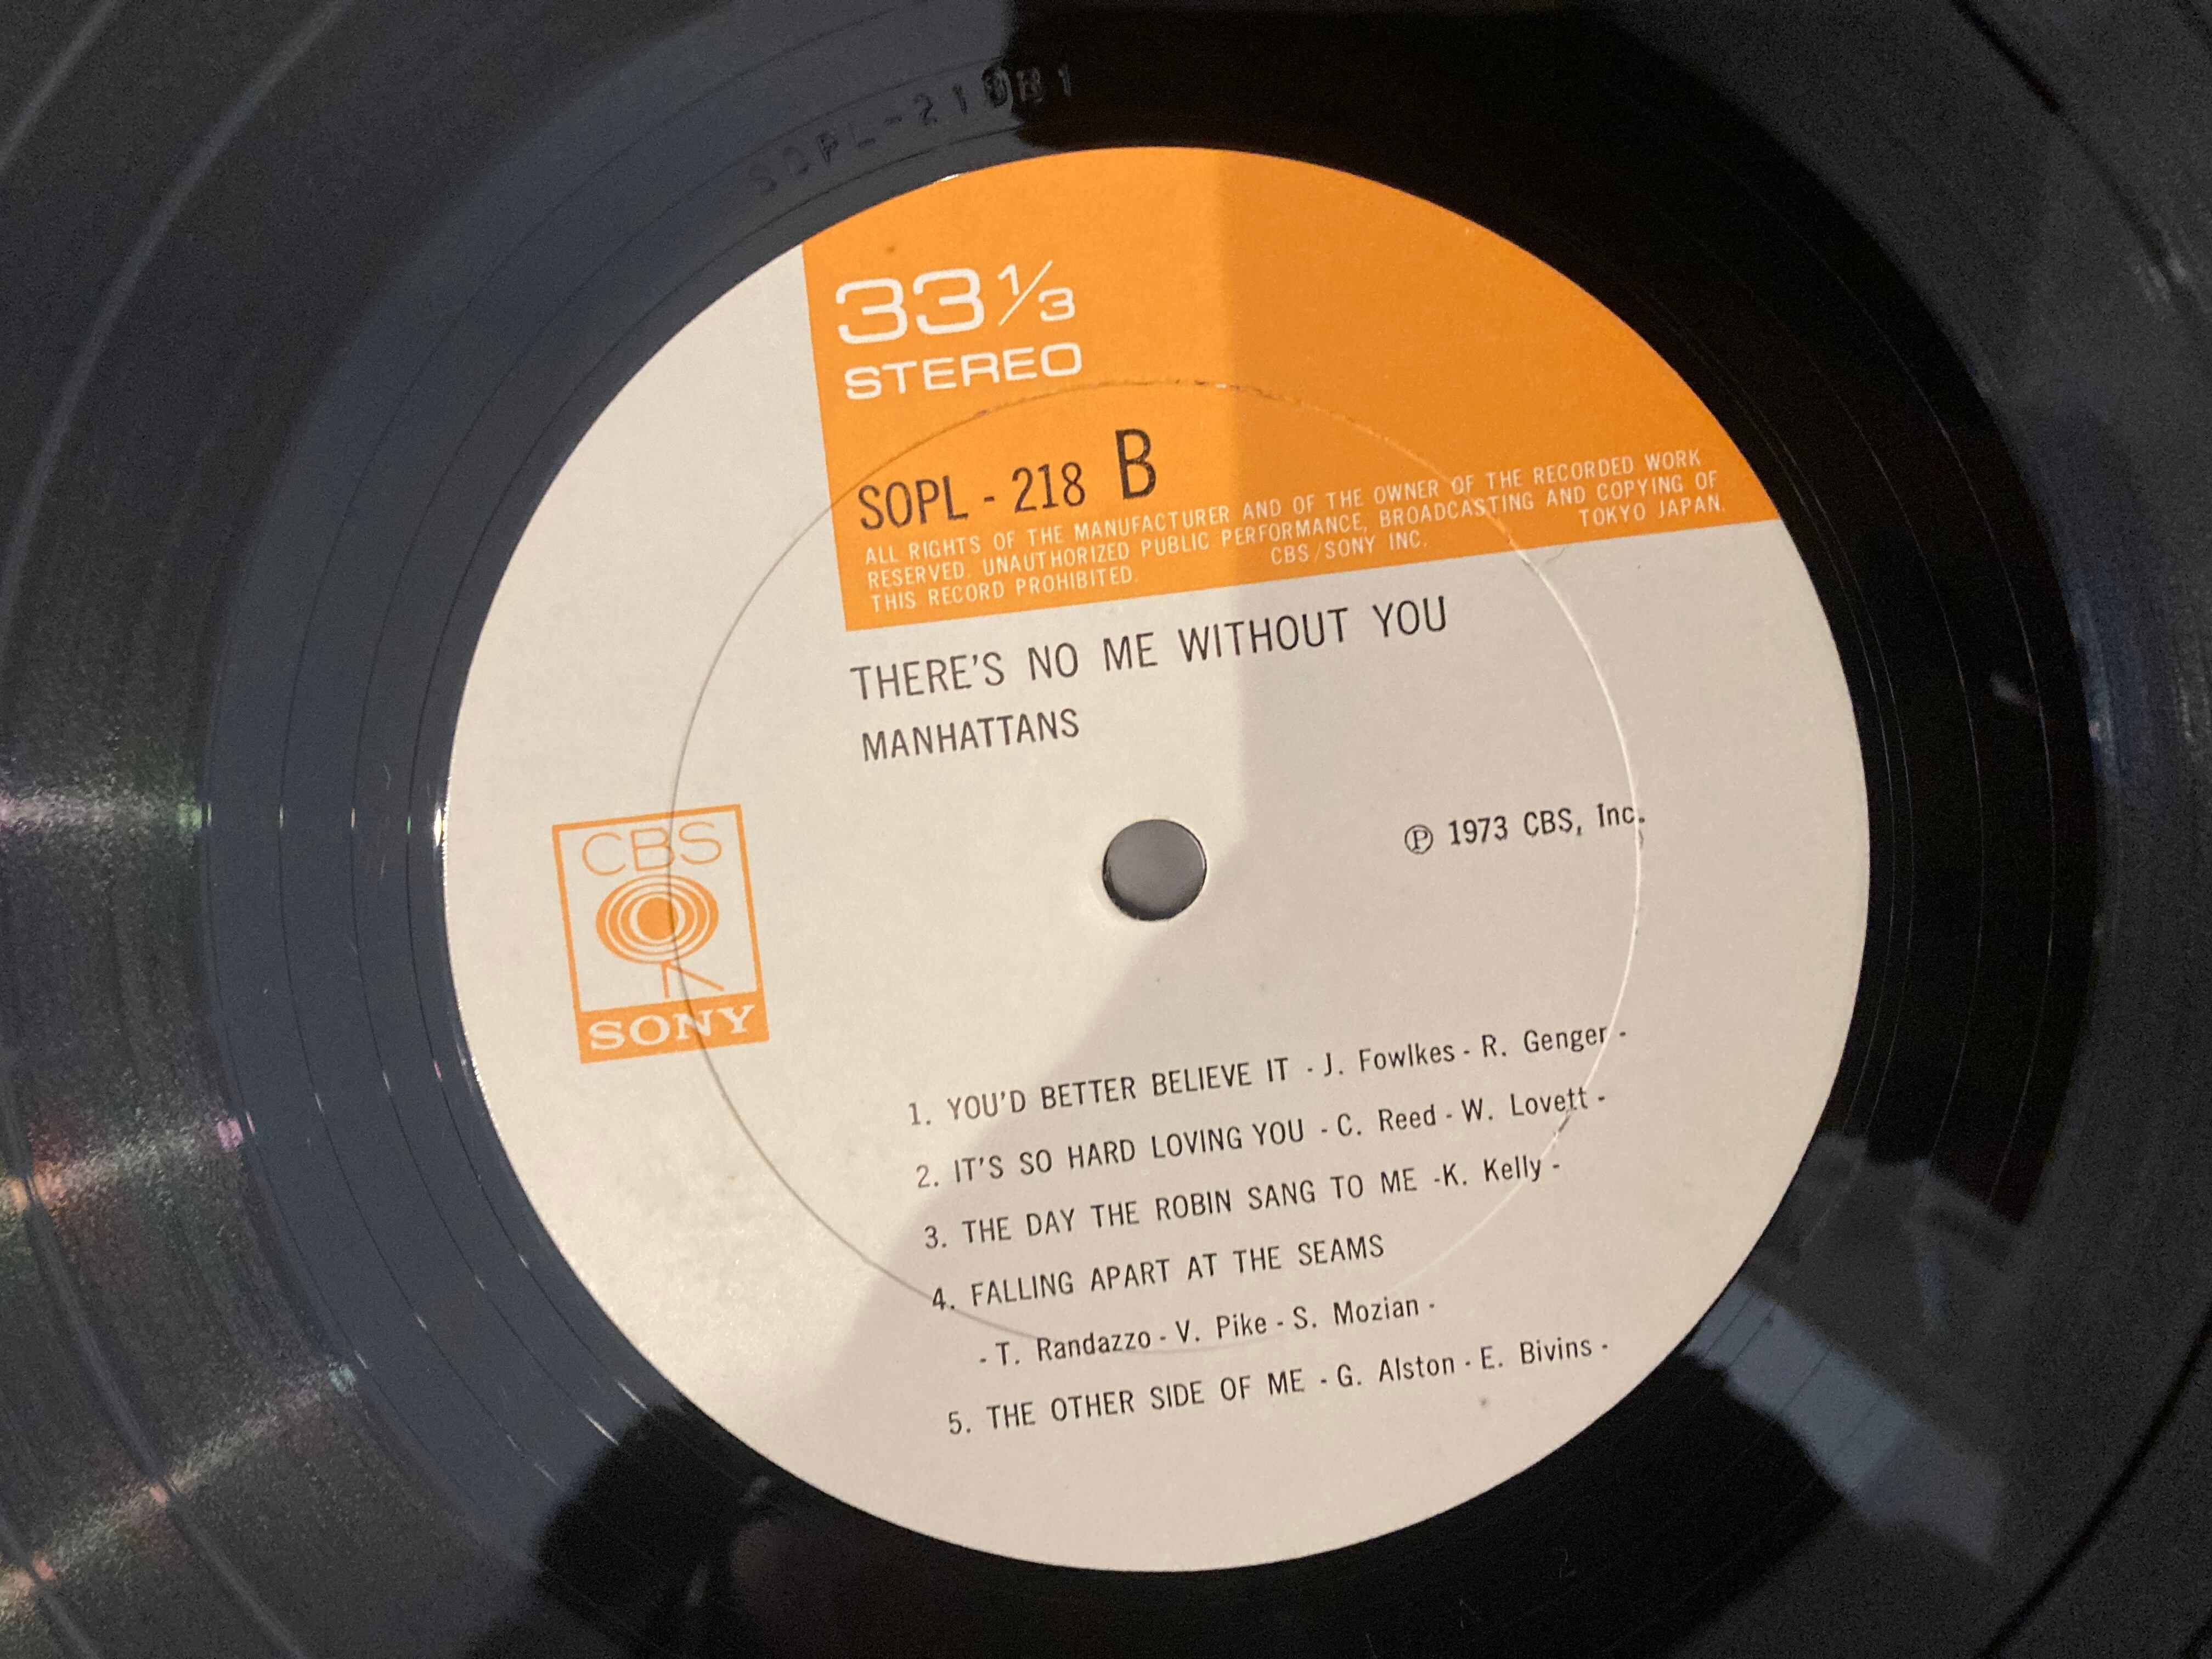 SOPL-218B1
33 1/3
STEREO
SOPL - 218 B
ALL RIGHTS OF THE MANUFACTURER AND OF THE OWNER OF THE RECORDED WORK
RESERVED. UNAUTHORIZED PUBLIC PERFORMANCE, BROADCASTING AND COPYING OF
THIS RECORD PROHIBITED. CBS/SONY INC. TOKYO JAPAN.
THERE'S NO ME WITHOUT YOU
MANHATTANS
CBS
SONY
℗ 1973 CBS, Inc.
1. YOU'D BETTER BELIEVE IT - J. Fowlkes - R. Genger -
2. IT'S SO HARD LOVING YOU - C. Reed - W. Lovett -
3. THE DAY THE ROBIN SANG TO ME -K. Kelly -
4. FALLING APART AT THE SEAMS
- T. Randazzo - V. Pike - S. Mozian -
5. THE OTHER SIDE OF ME - G. Alston - E. Bivins -